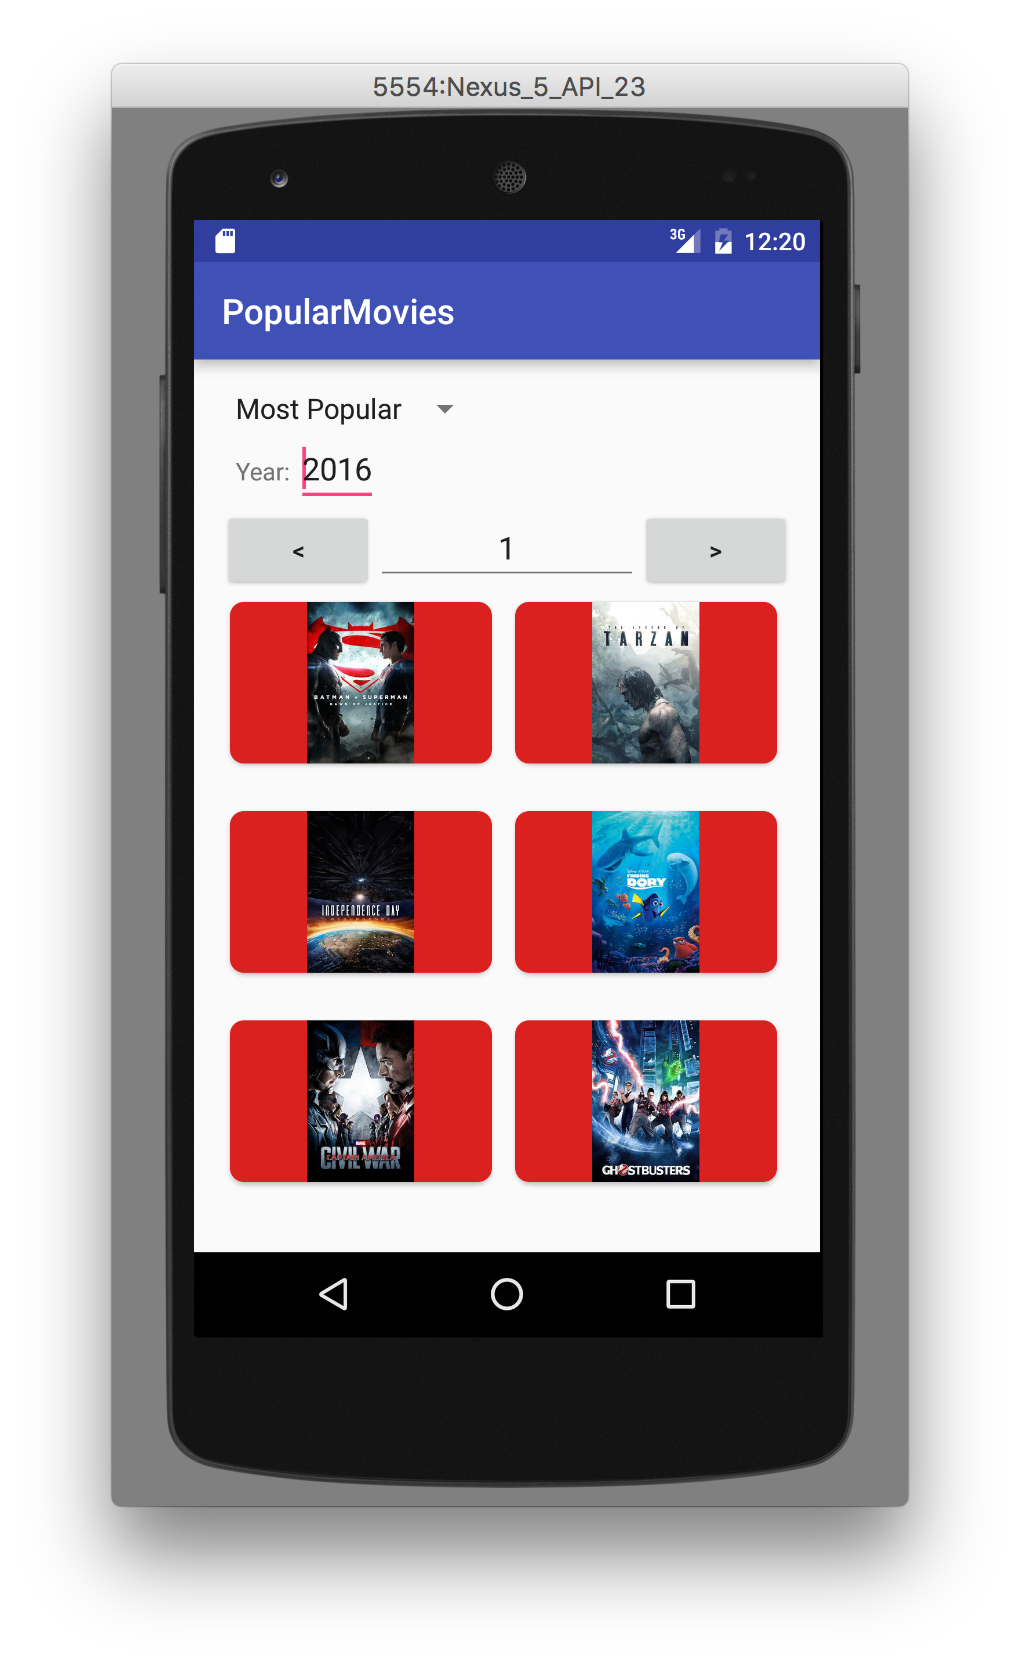 5554:Nexus_5_API_23
3G 12:20
PopularMovies
Most Popular
Year: 2016
< 1 >
BATMAN v SUPERMAN
DAWN OF JUSTICE
THE LEGEND OF
TARZAN
INDEPENDENCE DAY
FINDING
DORY
MARVEL
CAPTAIN AMERICA
CIVIL WAR
GHOSTBUSTERS